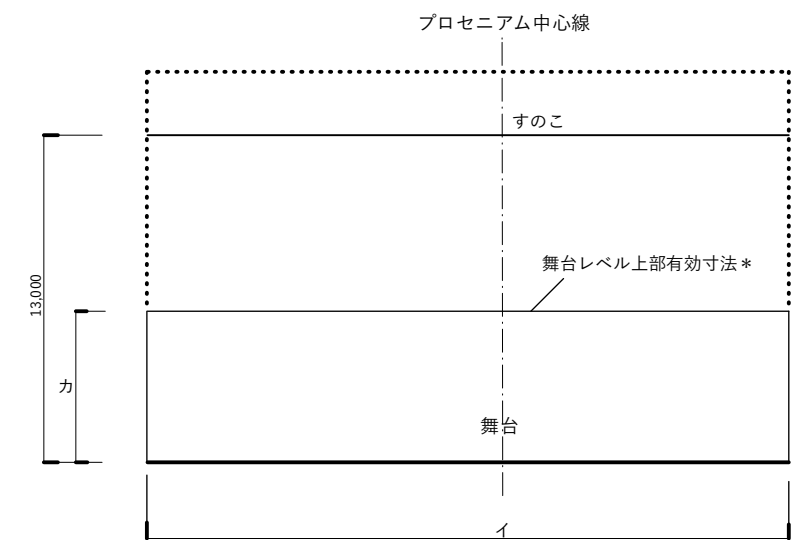 プロセニアム中心線
すのこ
舞台レベル上部有効寸法＊
13,000
カ
舞台
イ